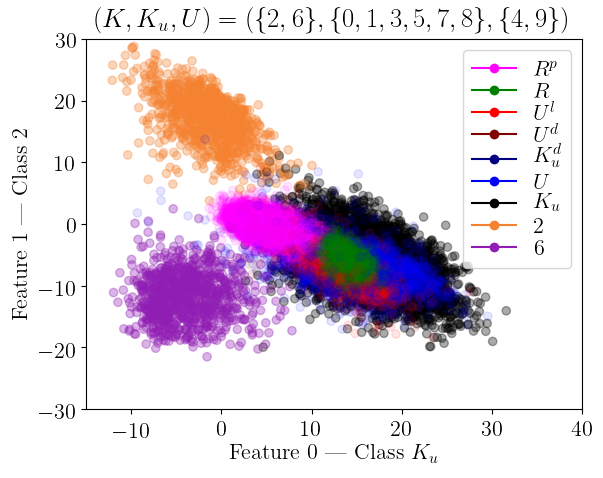 (K, K_u, U) = ({2, 6}, {0, 1, 3, 5, 7, 8}, {4, 9})
30
20
10
0
−10
−20
−30
Feature 1 — Class 2
R^p
R
U^l
U^d
K_u^d
U
K_u
2
6
−10 0 10 20 30 40
Feature 0 — Class K_u